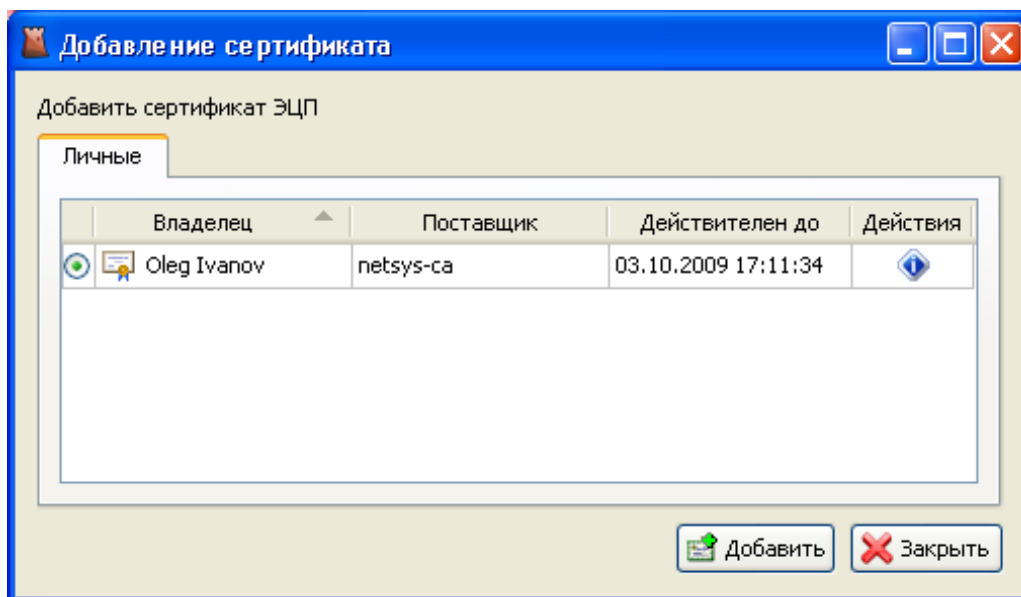 Добавление сертификата
Добавить сертификат ЭЦП
Личные
Владелец Поставщик Действителен до Действия
Oleg Ivanov netsys-ca 03.10.2009 17:11:34
Добавить Закрыть